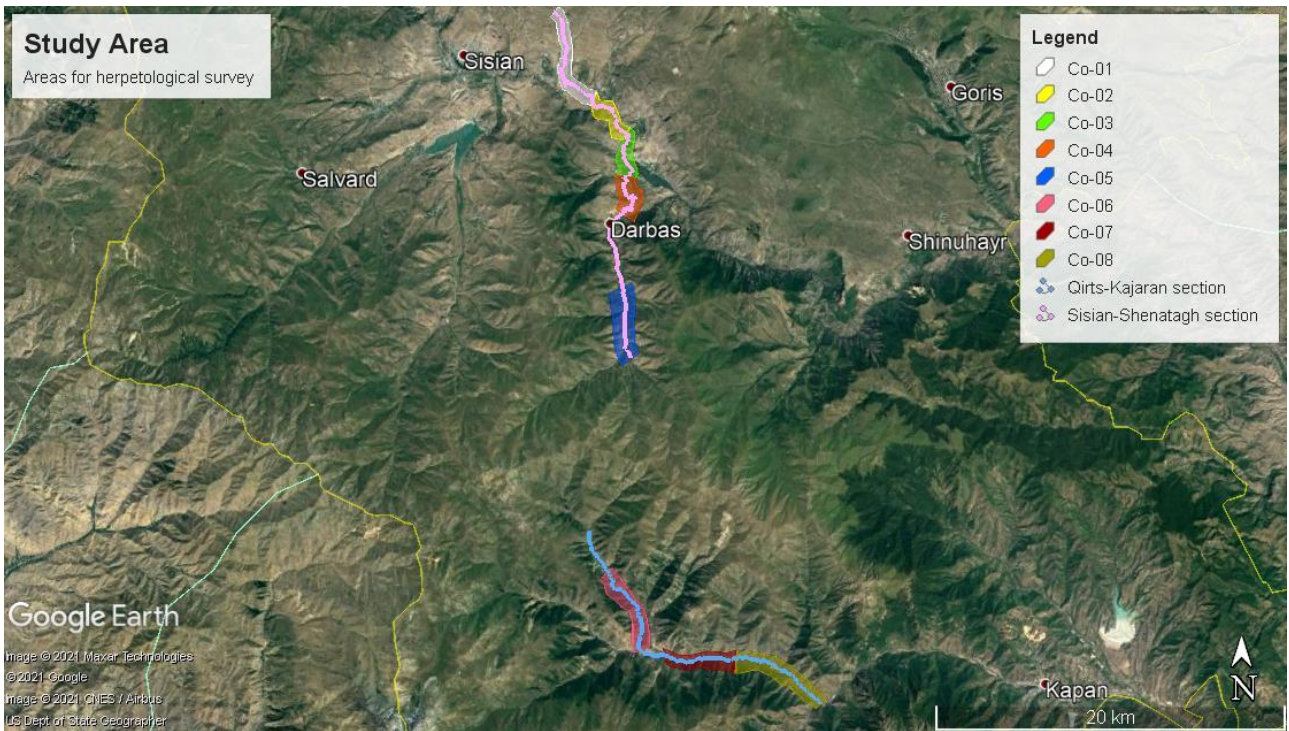 Study Area
Areas for herpetological survey
Legend
Co-01
Co-02
Co-03
Co-04
Co-05
Co-06
Co-07
Co-08
Qirts-Kajaran section
Sisian-Shenatagh section
Sisian
Goris
Salvard
Darbas
Shinuhayr
Kapan
Google Earth
Image © 2021 Maxar Technologies
© 2021 Google
Image © 2021 CNES / Airbus
US Dept of State Geographer
N
20 km